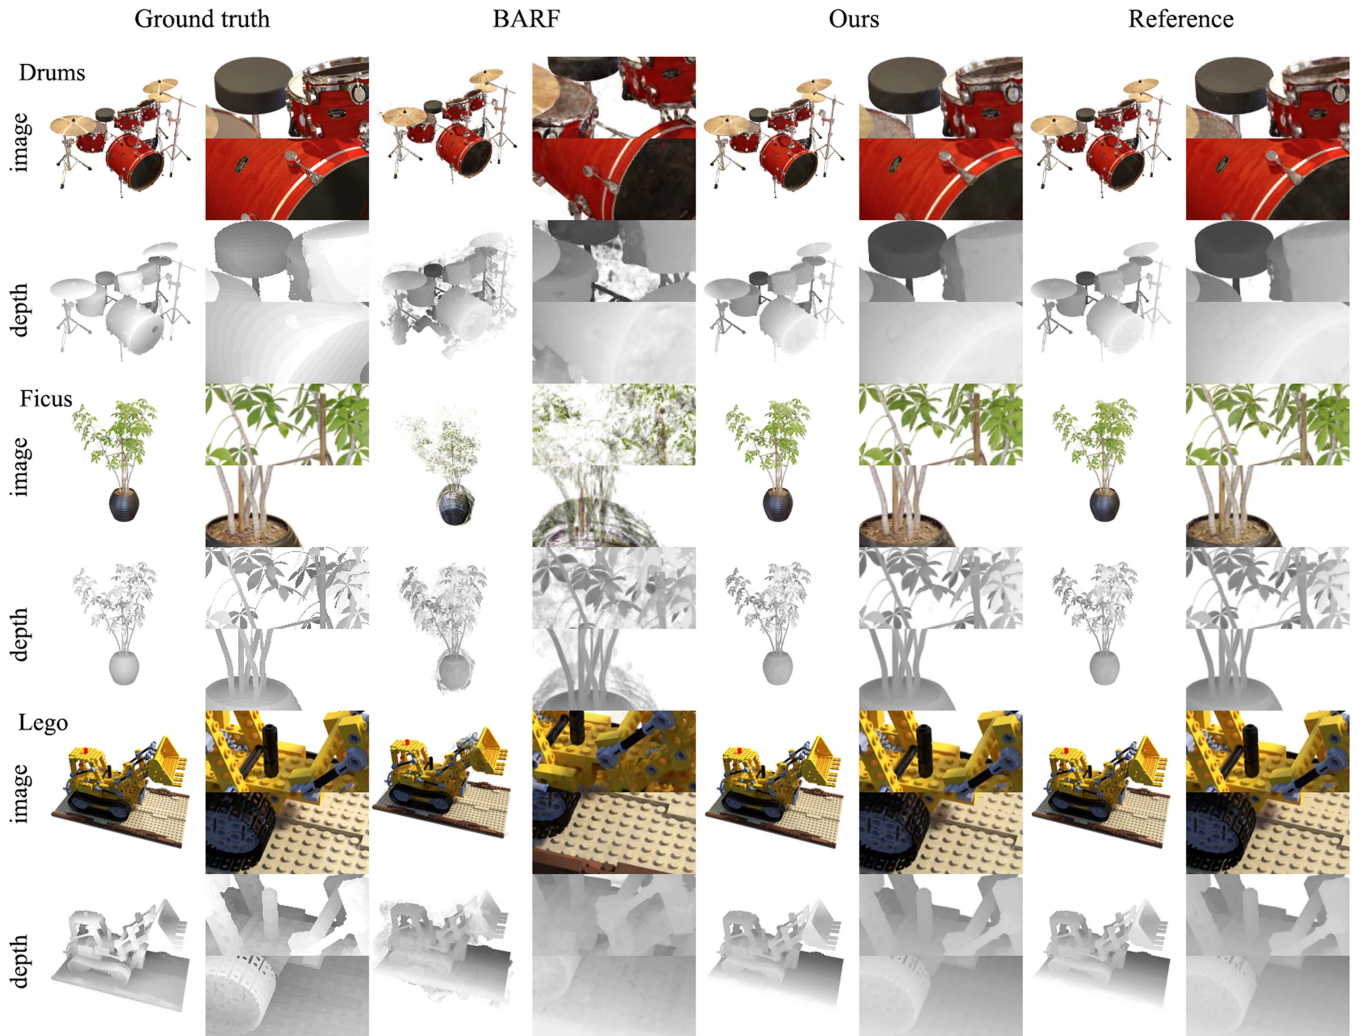 Ground truth BARF Ours Reference
Drums
image
depth
Ficus
image
depth
Lego
image
depth